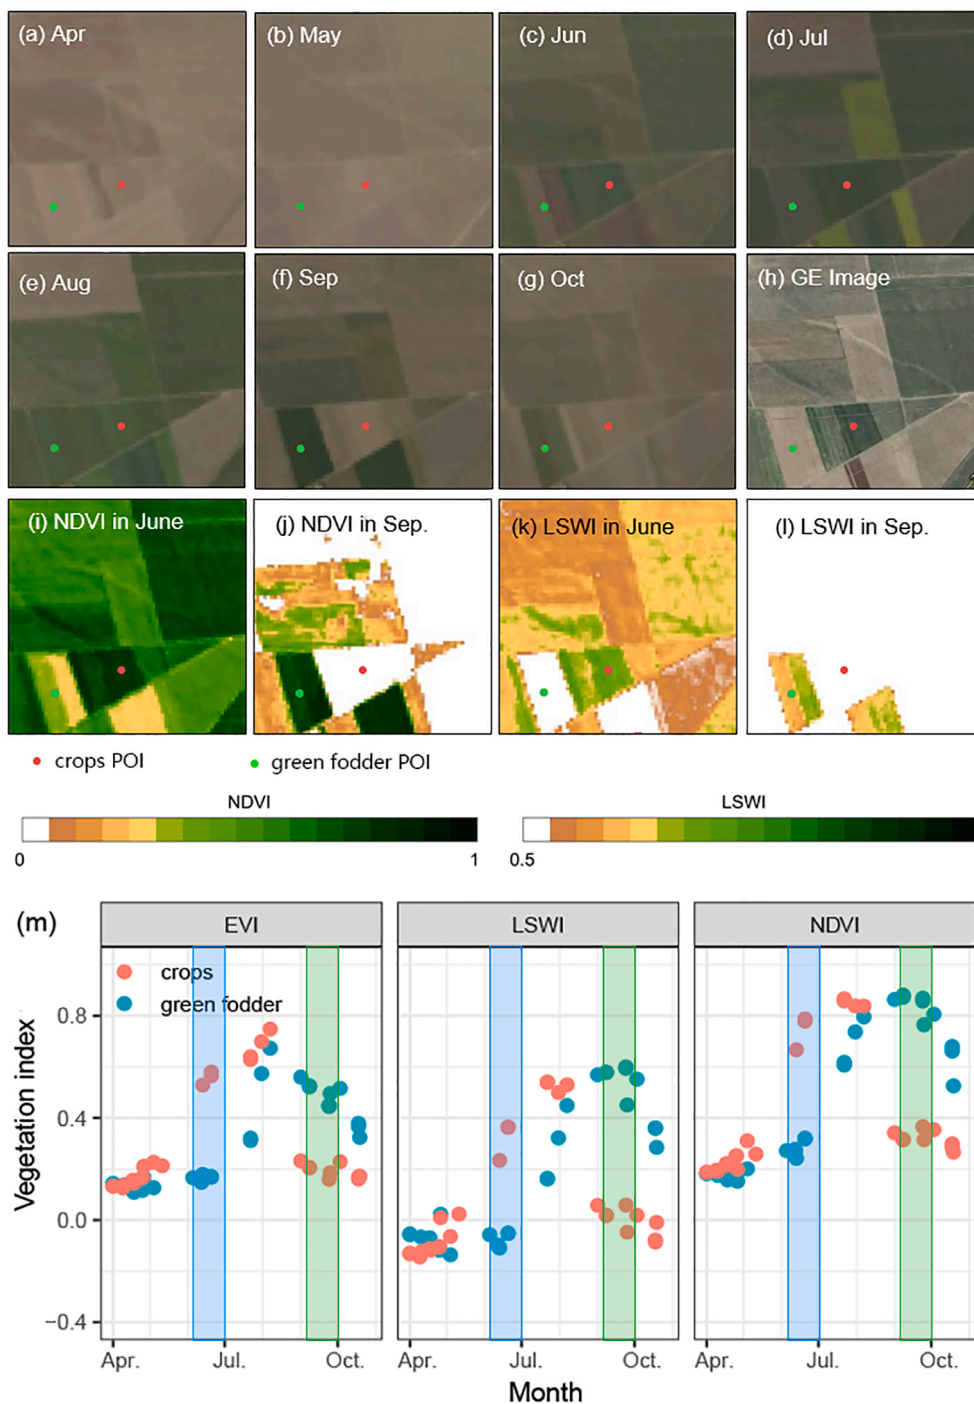 (a) Apr
(b) May
(c) Jun
(d) Jul
(e) Aug
(f) Sep
(g) Oct
(h) GE Image
(i) NDVI in June
(j) NDVI in Sep.
(k) LSWI in June
(l) LSWI in Sep.
crops POI
green fodder POI
NDVI
LSWI
0
1
0.5
(m)
EVI
LSWI
NDVI
crops
green fodder
0.8
0.4
0.0
−0.4
Vegetation index
Apr.
Jul.
Oct.
Apr.
Jul.
Oct.
Apr.
Jul.
Oct.
Month